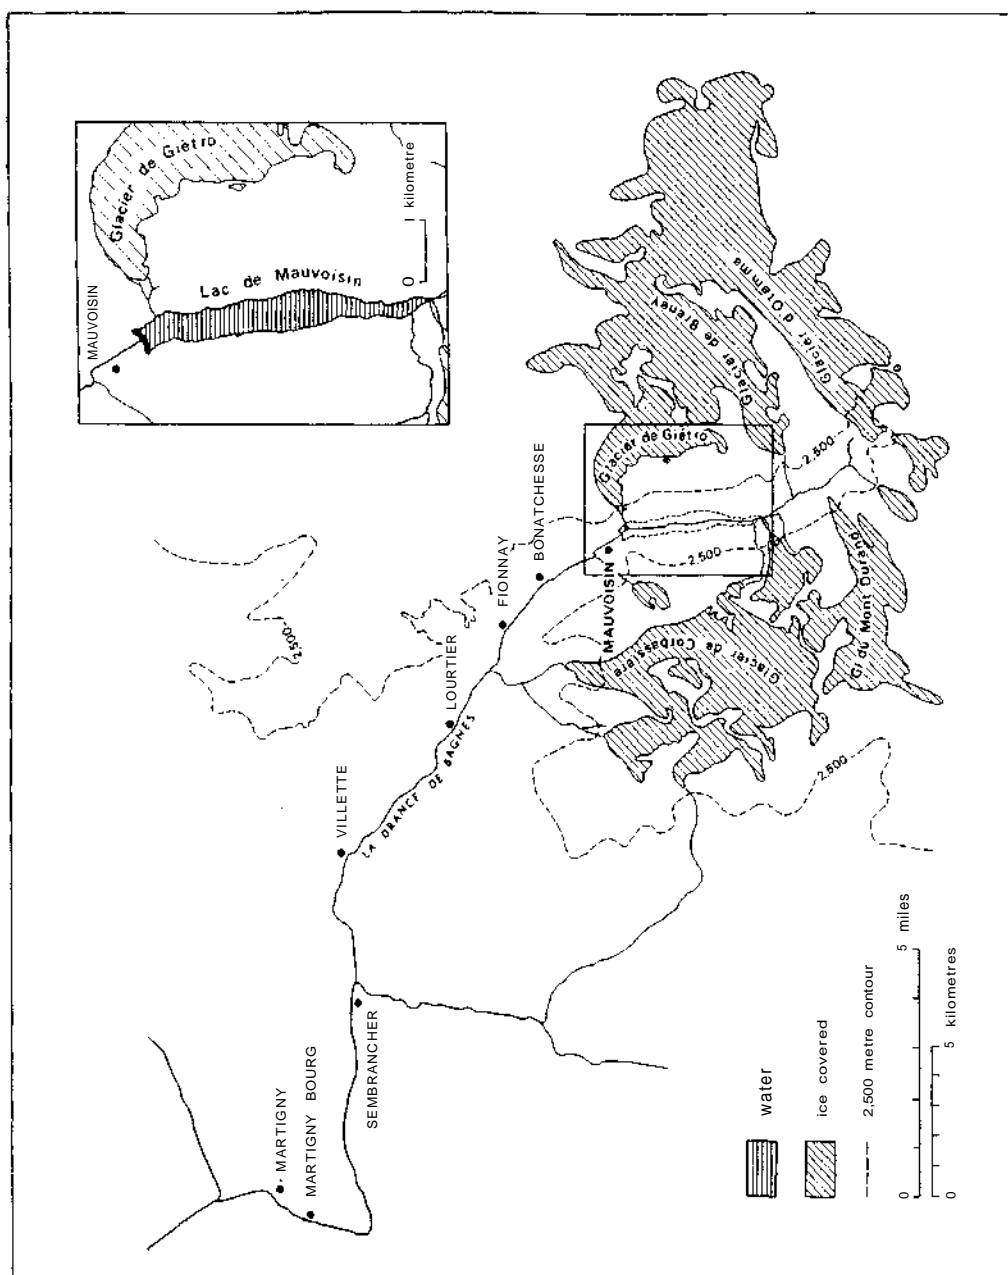 MAUVOISIN
Glacier de Giétro
Lac de Mauvoisin
0 1 kilometre
MARTIGNY
MARTIGNY BOURG
SEMBRANCHER
VILLETTE
LA DRANCE DE BAGNES
LOURTIER
FIONNAY
BONATCHESSE
MAUVOISIN
2,500
2,500
2,500
2,500
Glacier de Giétro
Glacier de Brenay
Glacier d'Otemma
Glacier de Corbassière
Gl du Mont Durand
water
ice covered
2,500 metre contour
0 5 miles
0 5 kilometres